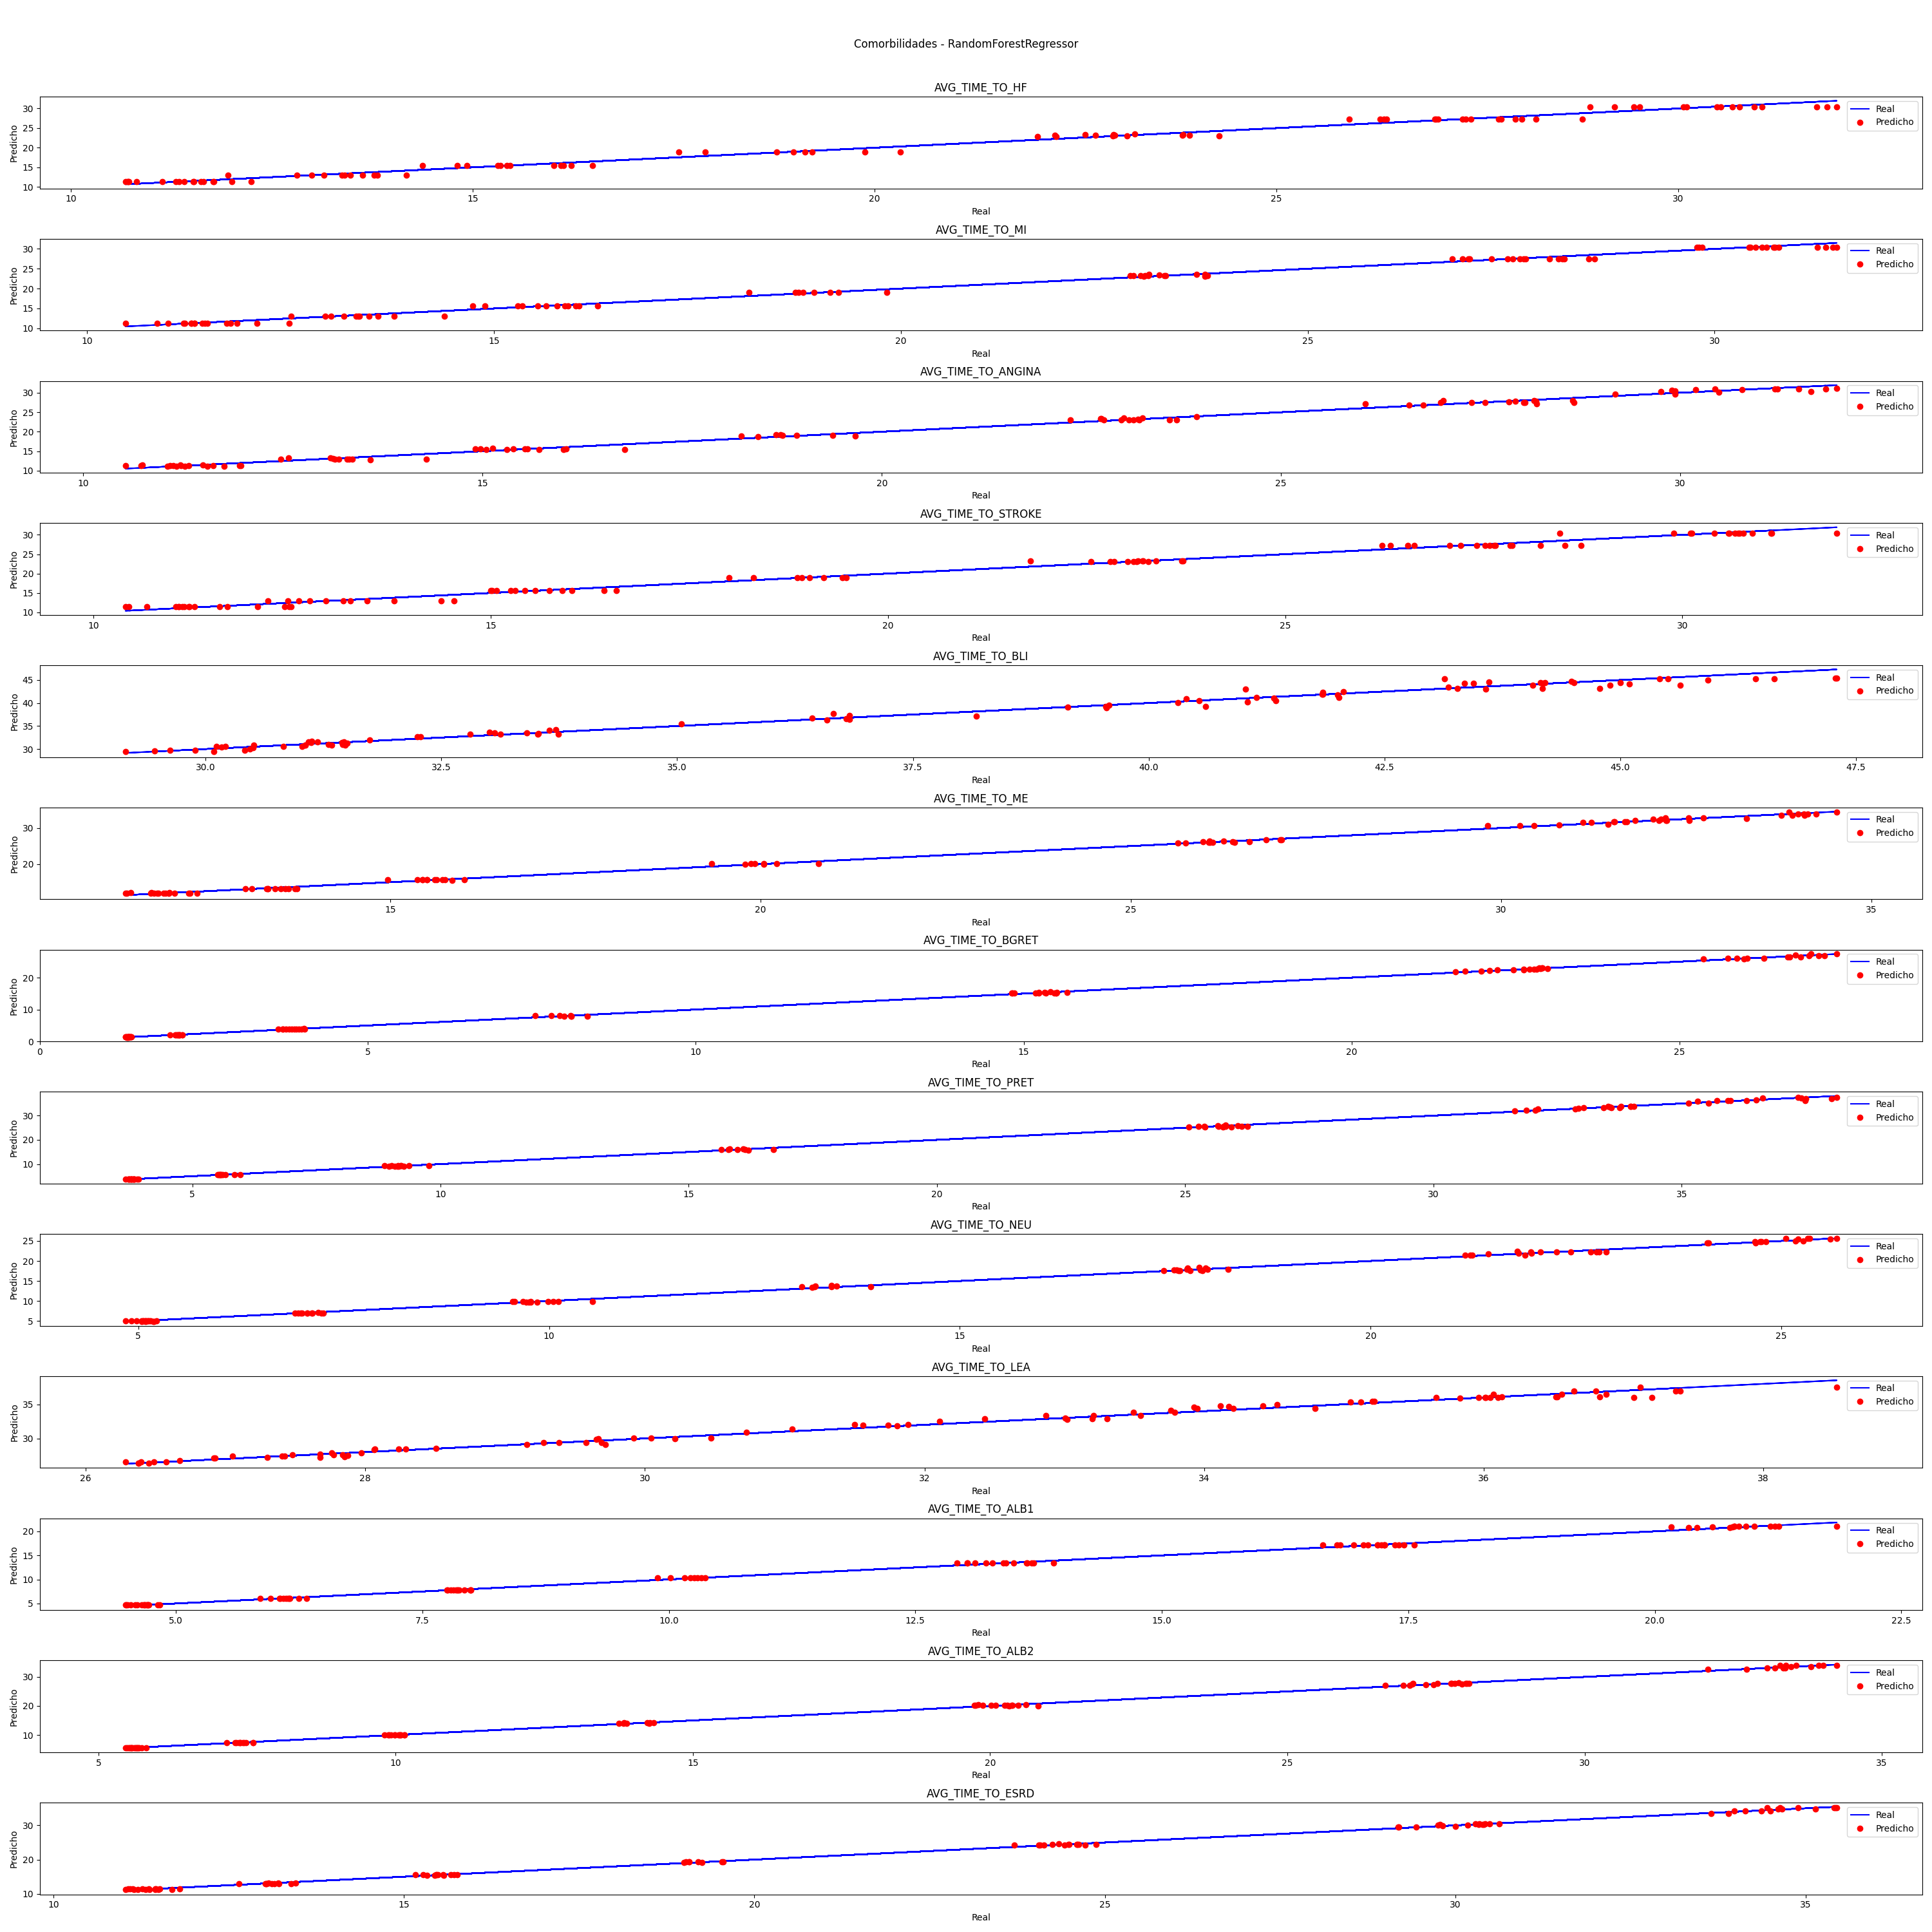 Comorbilidades - RandomForestRegressor
AVG_TIME_TO_HF
Predicho
30
25
20
15
10
Real
Predicho
10 15 20 25 30
Real
AVG_TIME_TO_MI
Predicho
30
25
20
15
10
Real
Predicho
10 15 20 25 30
Real
AVG_TIME_TO_ANGINA
Predicho
30
25
20
15
10
Real
Predicho
10 15 20 25 30
Real
AVG_TIME_TO_STROKE
Predicho
30
25
20
15
10
Real
Predicho
10 15 20 25 30
Real
AVG_TIME_TO_BLI
Predicho
45
40
35
30
Real
Predicho
30.0 32.5 35.0 37.5 40.0 42.5 45.0 47.5
Real
AVG_TIME_TO_ME
Predicho
30
20
Real
Predicho
15 20 25 30 35
Real
AVG_TIME_TO_BGRET
Predicho
20
10
0
Real
Predicho
0 5 10 15 20 25
Real
AVG_TIME_TO_PRET
Predicho
30
20
10
Real
Predicho
5 10 15 20 25 30 35
Real
AVG_TIME_TO_NEU
Predicho
25
20
15
10
5
Real
Predicho
5 10 15 20 25
Real
AVG_TIME_TO_LEA
Predicho
35
30
Real
Predicho
26 28 30 32 34 36 38
Real
AVG_TIME_TO_ALB1
Predicho
20
15
10
5
Real
Predicho
5.0 7.5 10.0 12.5 15.0 17.5 20.0 22.5
Real
AVG_TIME_TO_ALB2
Predicho
30
20
10
Real
Predicho
5 10 15 20 25 30 35
Real
AVG_TIME_TO_ESRD
Predicho
30
20
10
Real
Predicho
10 15 20 25 30 35
Real